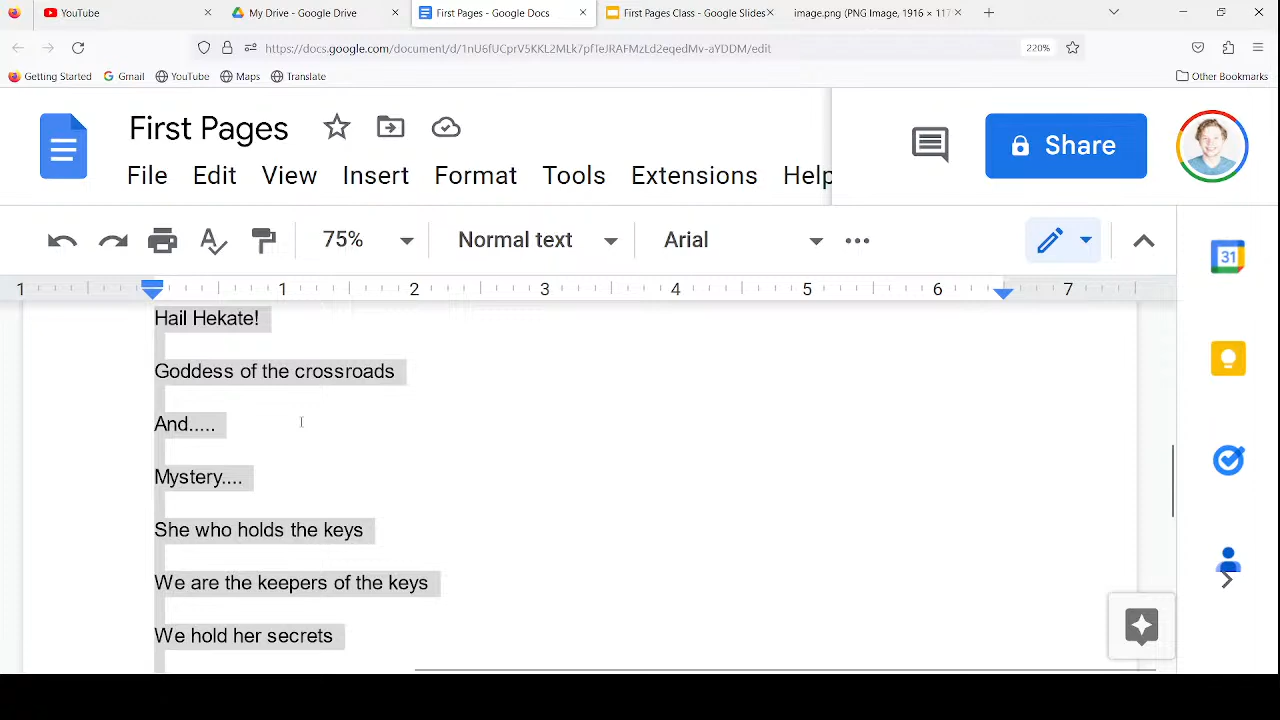 YouTube
My Drive - Google Drive
First Pages - Google Docs
First Pages Class - Google Slides
image.png (PNG Image, 1916 × 117
https://docs.google.com/document/d/1nU6fUCprV5KKL2MLk7pfTeJRAFMzLd2eqedMv-aYDDM/edit
220%
Getting Started
Gmail
YouTube
Maps
Translate
Other Bookmarks
First Pages
File Edit View Insert Format Tools Extensions Help
Share
75%
Normal text
Arial
31
1 1 2 3 4 5 6 7
Hail Hekate!
Goddess of the crossroads
And.....
Mystery....
She who holds the keys
We are the keepers of the keys
We hold her secrets